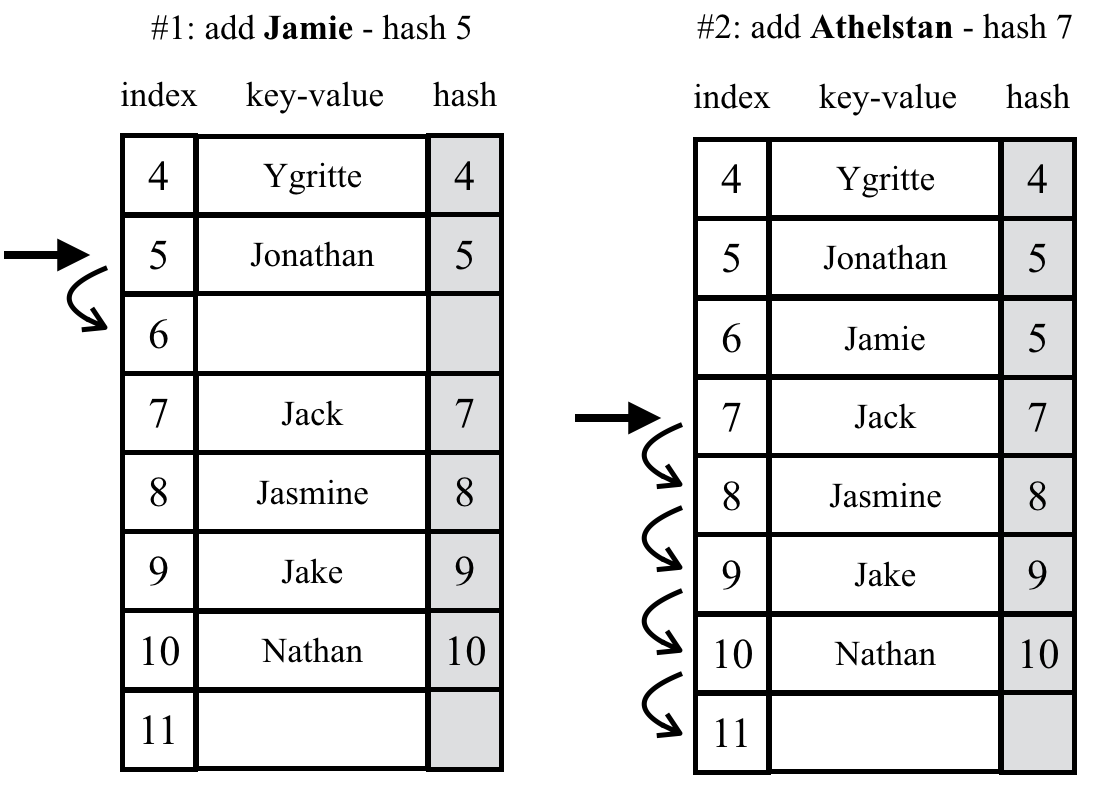 #1: add Jamie - hash 5
index key-value hash
4 Ygritte 4
5 Jonathan 5
6
7 Jack 7
8 Jasmine 8
9 Jake 9
10 Nathan 10
11
#2: add Athelstan - hash 7
index key-value hash
4 Ygritte 4
5 Jonathan 5
6 Jamie 5
7 Jack 7
8 Jasmine 8
9 Jake 9
10 Nathan 10
11